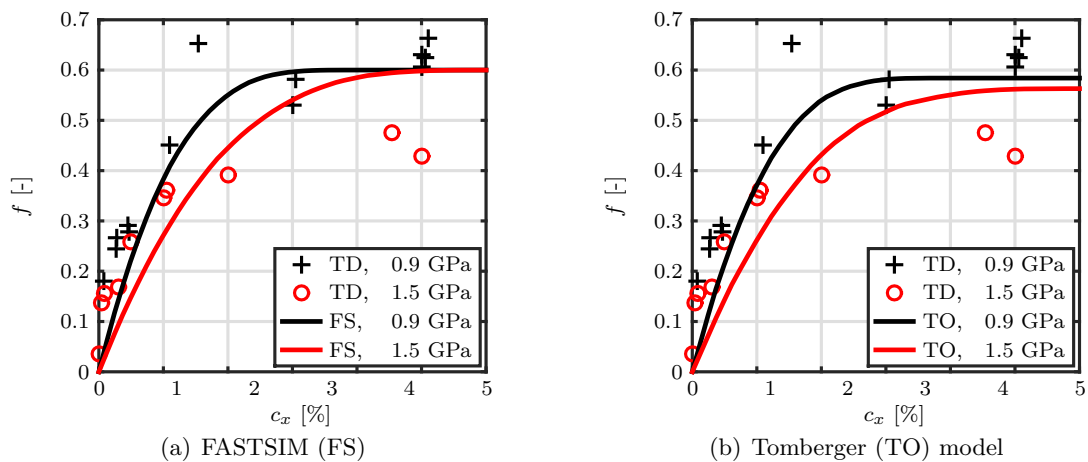 0.7
0.6
0.5
0.4
0.3
0.2
0.1
0
f [-]
+ TD, 0.9 GPa
TD, 1.5 GPa
FS, 0.9 GPa
FS, 1.5 GPa
0 1 2 3 3 4 5
c_x [%]
(a) FASTSIM (FS)
0.7
0.6
0.5
0.4
0.3
0.2
0.1
0
f [-]
+ TD, 0.9 GPa
TD, 1.5 GPa
TO, 0.9 GPa
TO, 1.5 GPa
0 1 2 3 3 4 5
c_x [%]
(b) Tomberger (TO) model